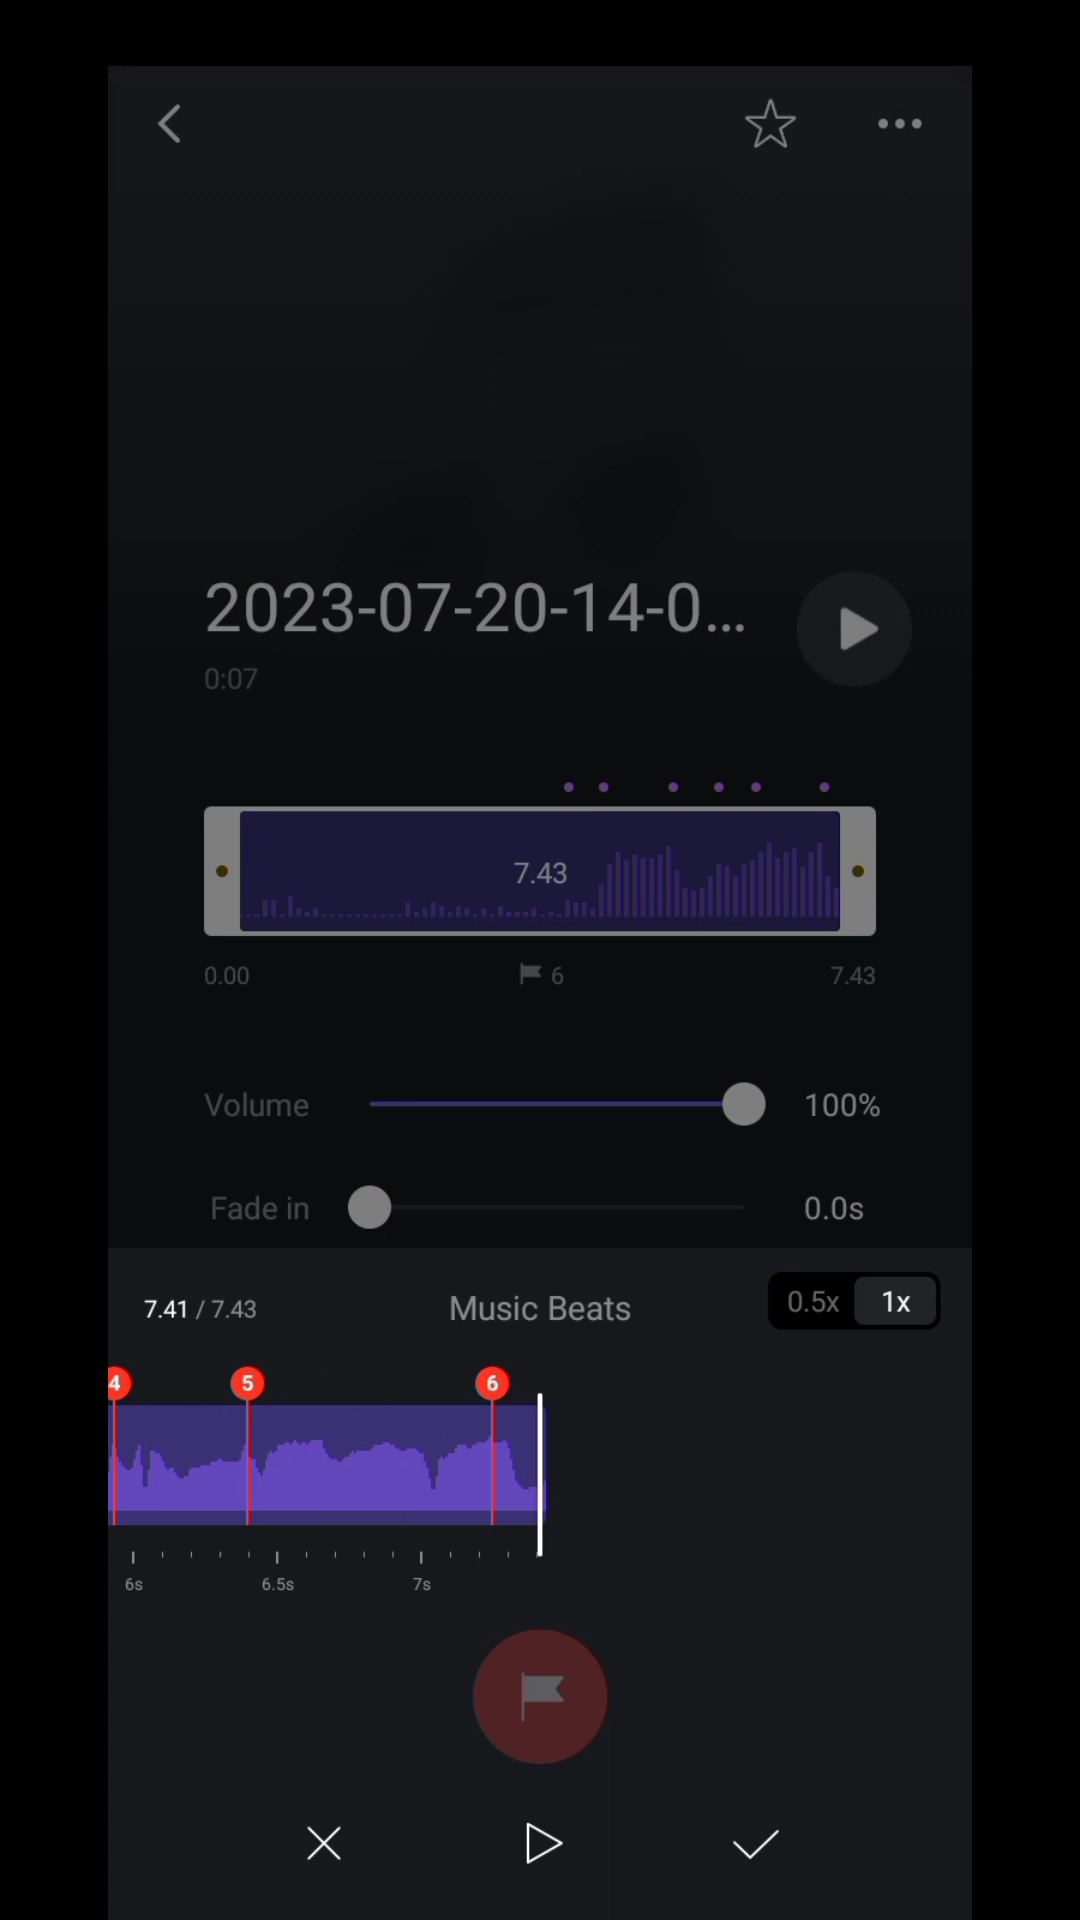 2023-07-20-14-0...
0:07
7.43
0.00 6 7.43
Volume 100%
Fade in 0.0s
7.41 / 7.43 Music Beats 0.5x 1x
4 5 6
6s 6.5s 7s